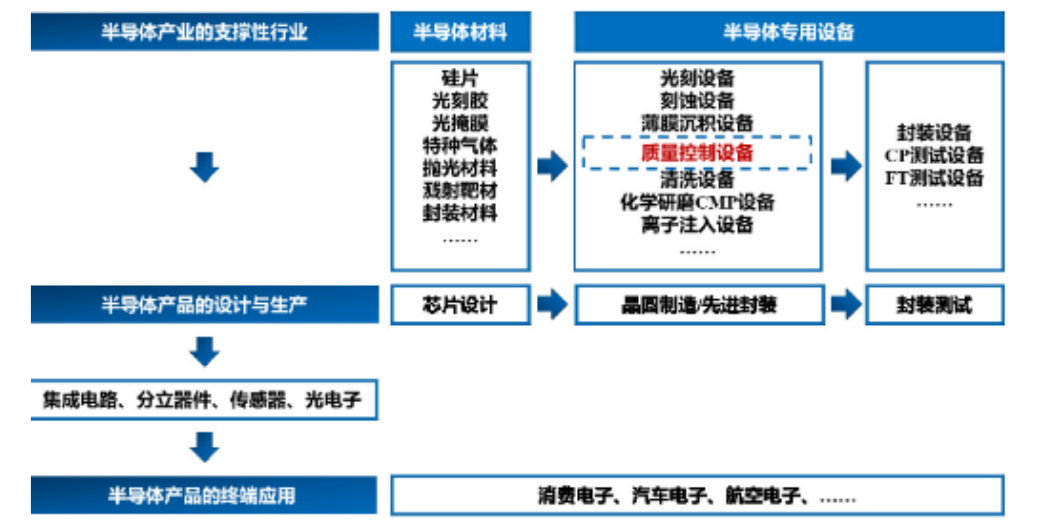 半导体产业的支撑性行业
半导体材料
半导体专用设备
硅片
光刻胶
光掩膜
特种气体
抛光材料
溅射靶材
封装材料
……
光刻设备
刻蚀设备
薄膜沉积设备
质量控制设备
清洗设备
化学研磨CMP设备
离子注入设备
……
封装设备
CP测试设备
FT测试设备
……
半导体产品的设计与生产
芯片设计
晶圆制造/先进封装
封装测试
集成电路、分立器件、传感器、光电子
半导体产品的终端应用
消费电子、汽车电子、航空电子、……